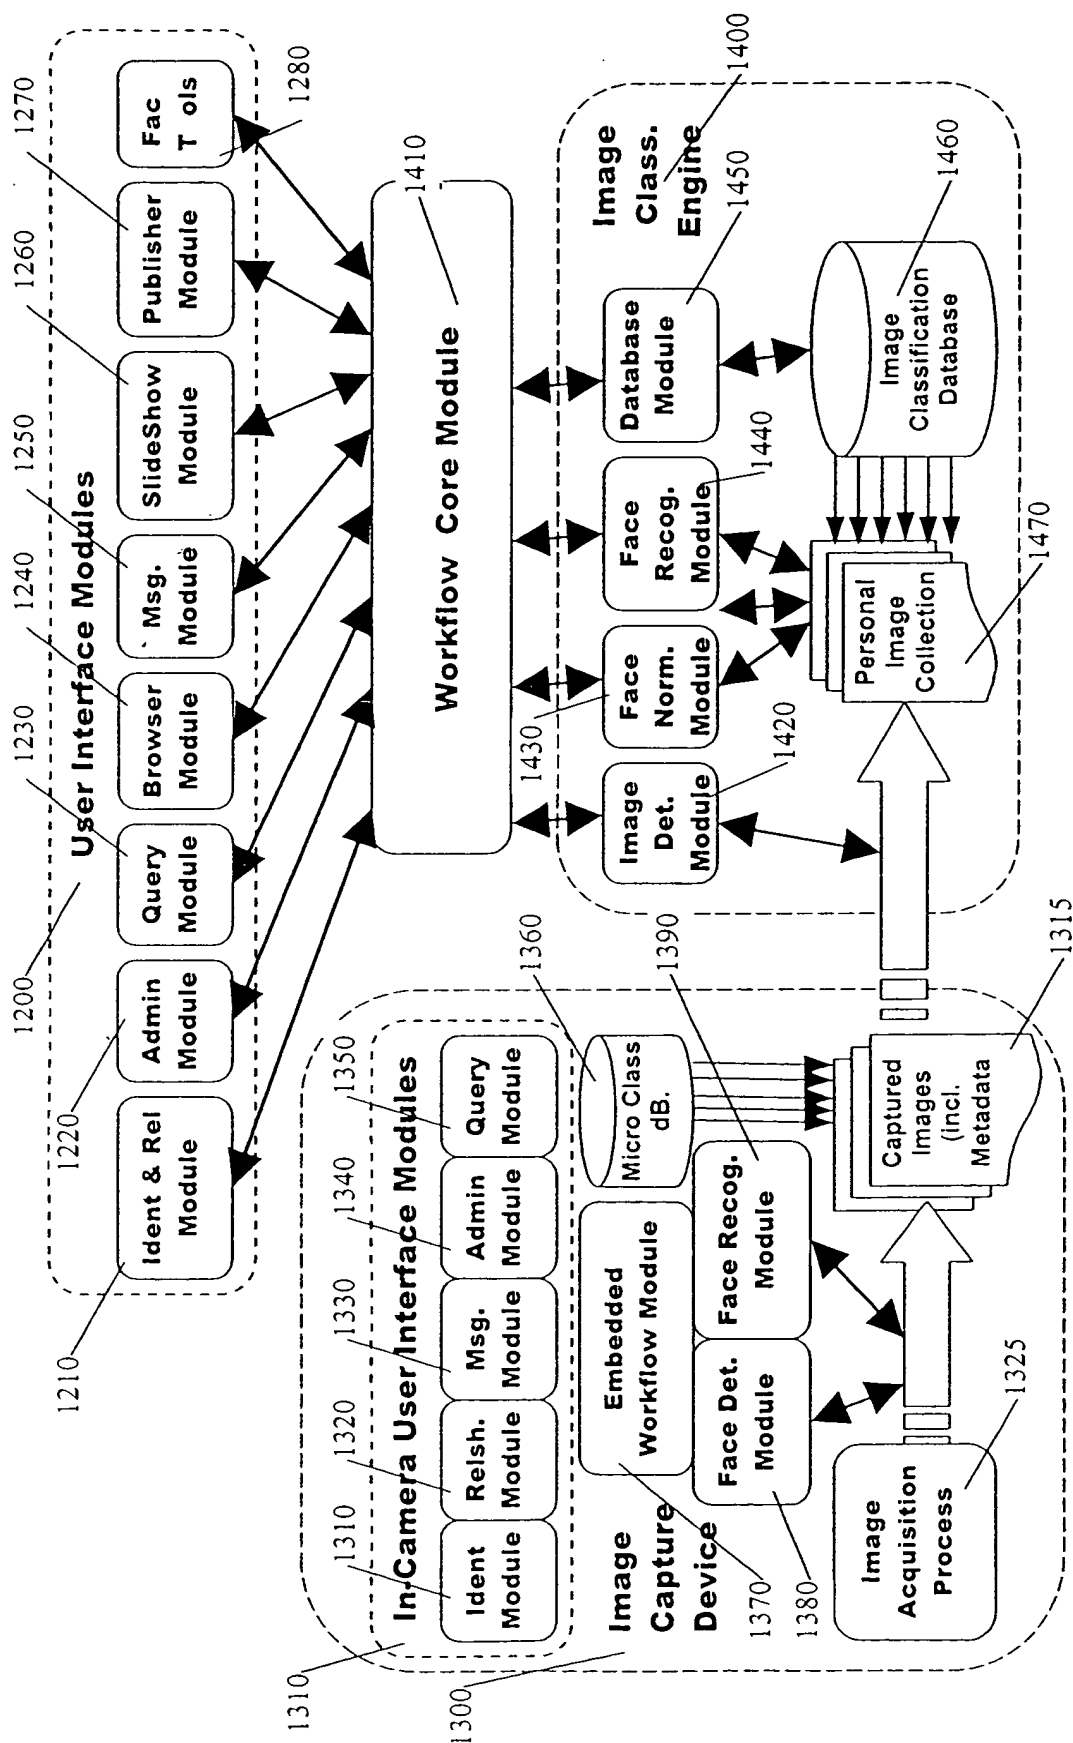 1200
User Interface Modules
1210
Ident & Rel
Module
1220
Admin
Module
1230
Query
Module
1240
Browser
Module
1250
Msg.
Module
1260
SlideShow
Module
1270
Publisher
Module
1280
Fac
T ols
1410
Workflow Core Module
1300
Image
Capture
Device
1310
In-Camera User Interface Modules
1310
Ident
Module
1320
Relsh.
Module
1330
Msg.
Module
1340
Admin
Module
1350
Query
Module
1360
Micro Class
dB.
1370
Embedded
Workflow Module
1380
Face Det.
Module
1390
Face Recog.
Module
1325
Image
Acquisition
Process
1315
Captured
Images
(Incl.
Metadata
1400
Image
Class.
Engine
1420
Image
Det.
Module
1430
Face
Norm.
Module
1440
Face
Recog.
Module
1450
Database
Module
1460
Image
Classification
Database
1470
Personal
Image
Collection